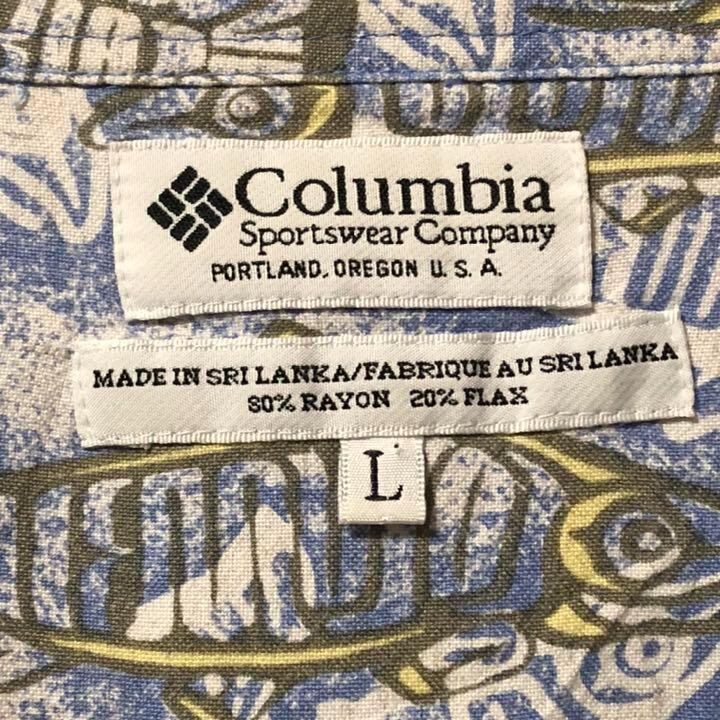 Columbia
Sportswear Company
PORTLAND, OREGON U.S.A.
MADE IN SRI LANKA/FABRIQUE AU SRI LANKA
80% RAYON 20% FLAX
L